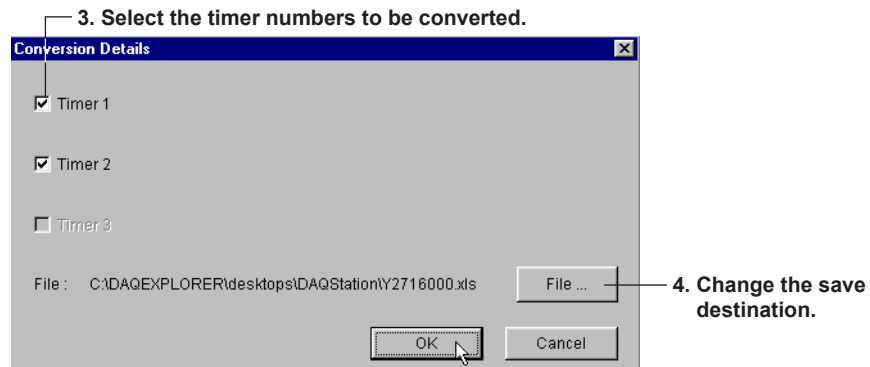 3. Select the timer numbers to be converted.
Conversion Details
Timer 1
Timer 2
Timer 3
File : C:\DAQEXPLORER\desktops\DAQStation\Y2716000.xls
File ...
4. Change the save
destination.
OK
Cancel